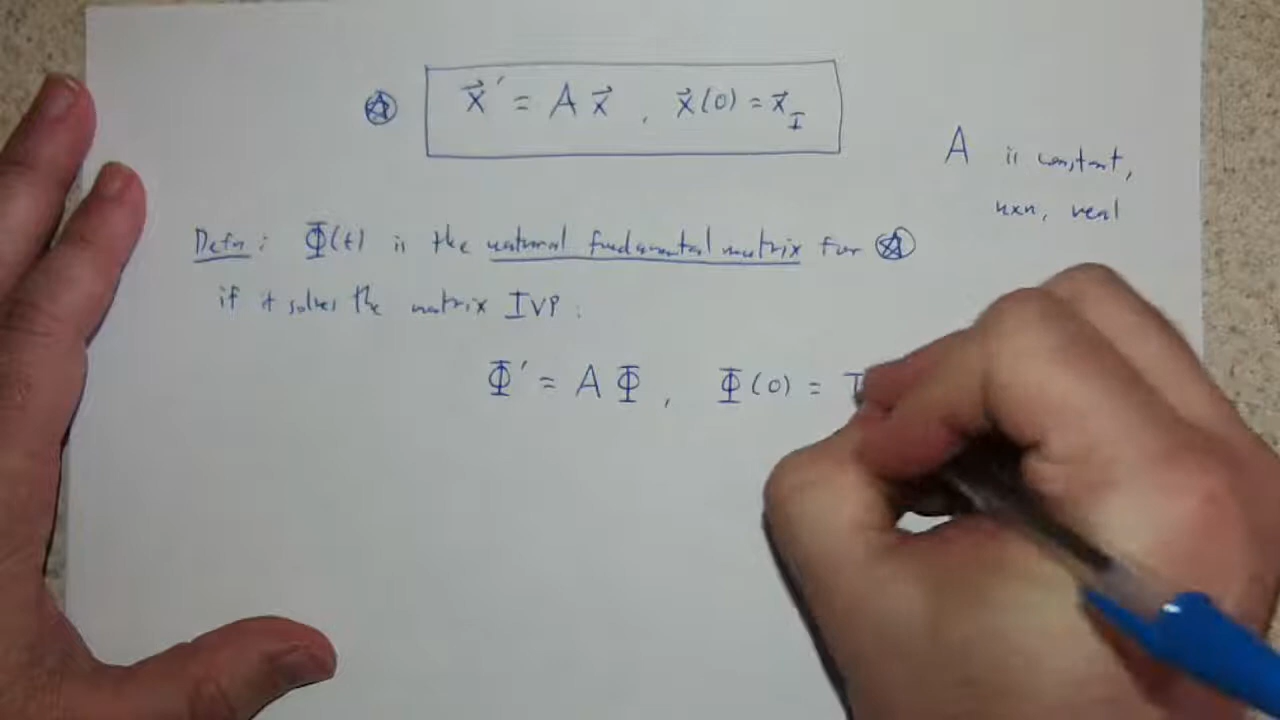 x⃗' = A x⃗ , x⃗(0) = x⃗_I
A is constant,
n×n, real
Defn: Φ(t) is the natural fundamental matrix for ☆
if it solves the matrix IVP:
Φ' = A Φ , Φ(0) = I